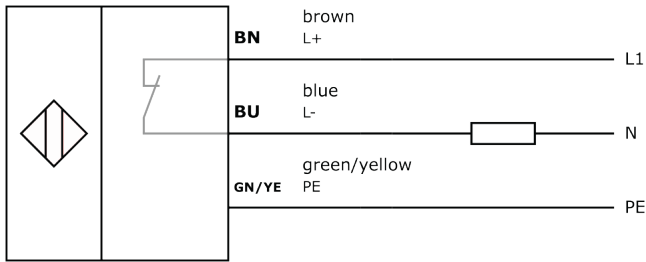 brown
BN L+
L1
blue
BU L-
N
green/yellow
GN/YE PE
PE